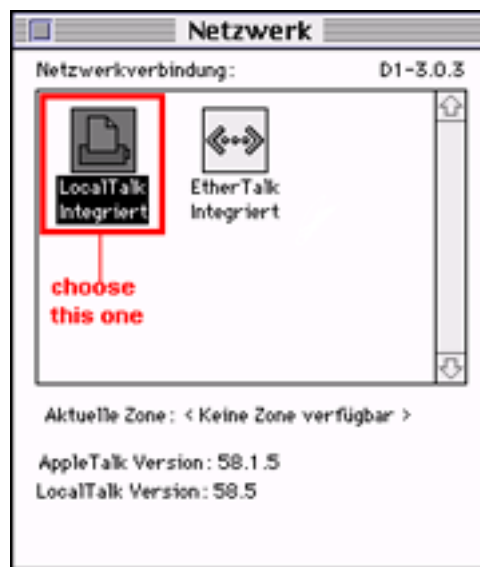 Netzwerk
Netzwerkverbindung: D1-3.0.3
LocalTalk EtherTalk
Integriert Integriert
choose
this one
Aktuelle Zone: < Keine Zone verfügbar >
AppleTalk Version: 58.1.5
LocalTalk Version: 58.5